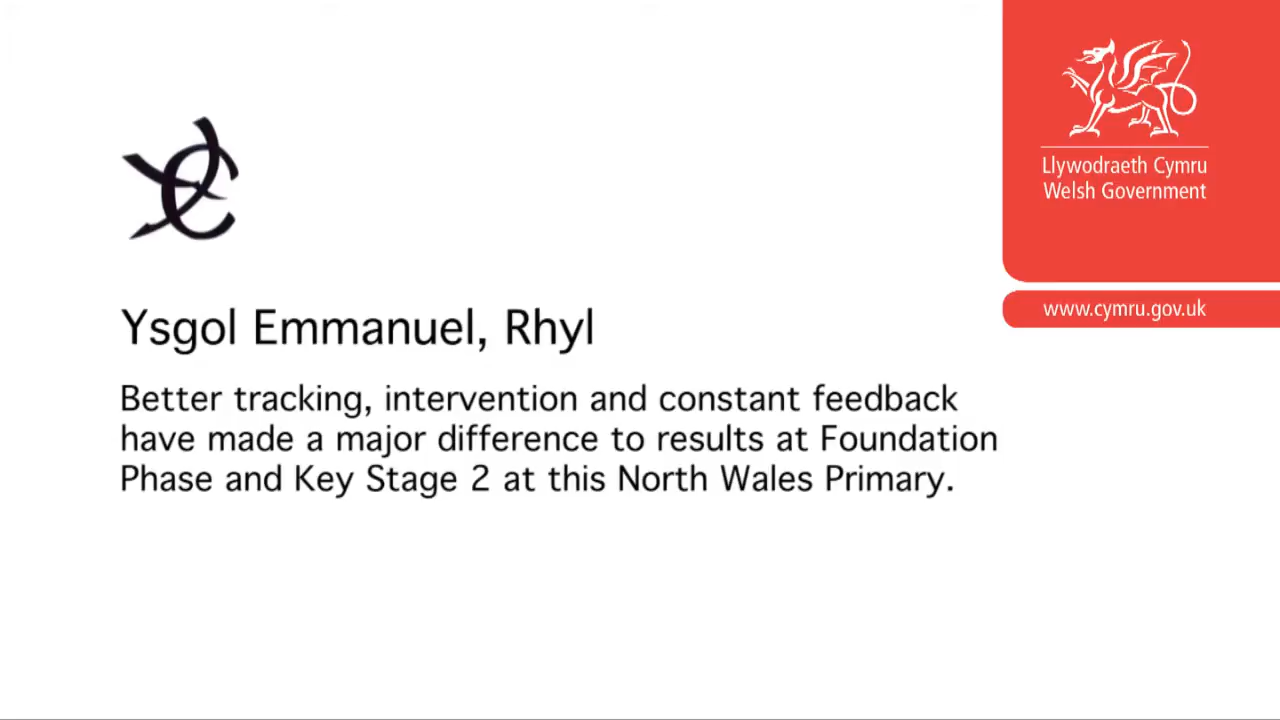 Llywodraeth Cymru
Welsh Government
www.cymru.gov.uk
Ysgol Emmanuel, Rhyl
Better tracking, intervention and constant feedback
have made a major difference to results at Foundation
Phase and Key Stage 2 at this North Wales Primary.